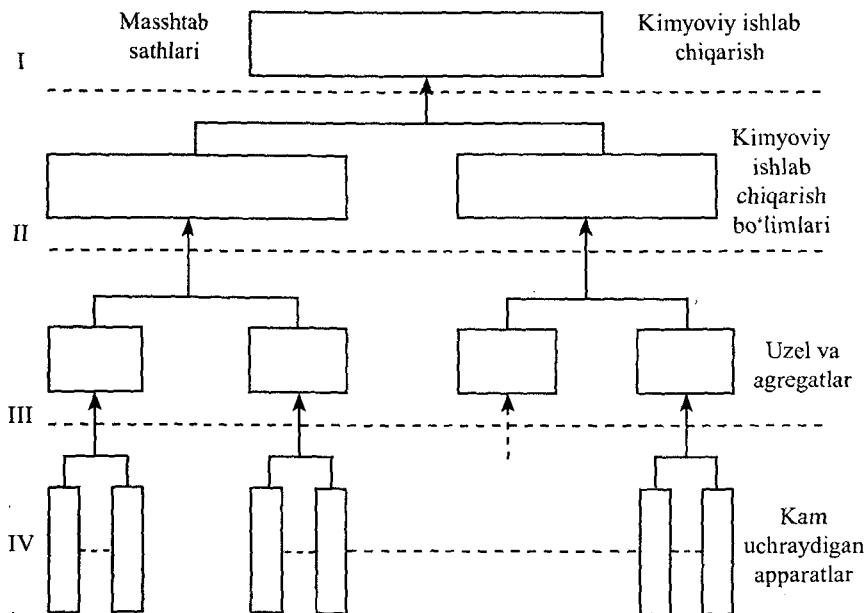 Masshtab
sathlari
Kimyoviy ishlab
chiqarish
I
Kimyoviy
ishlab
chiqarish
bo‘limlari
II
Uzel va
agregatlar
III
Kam
uchraydigan
apparatlar
IV